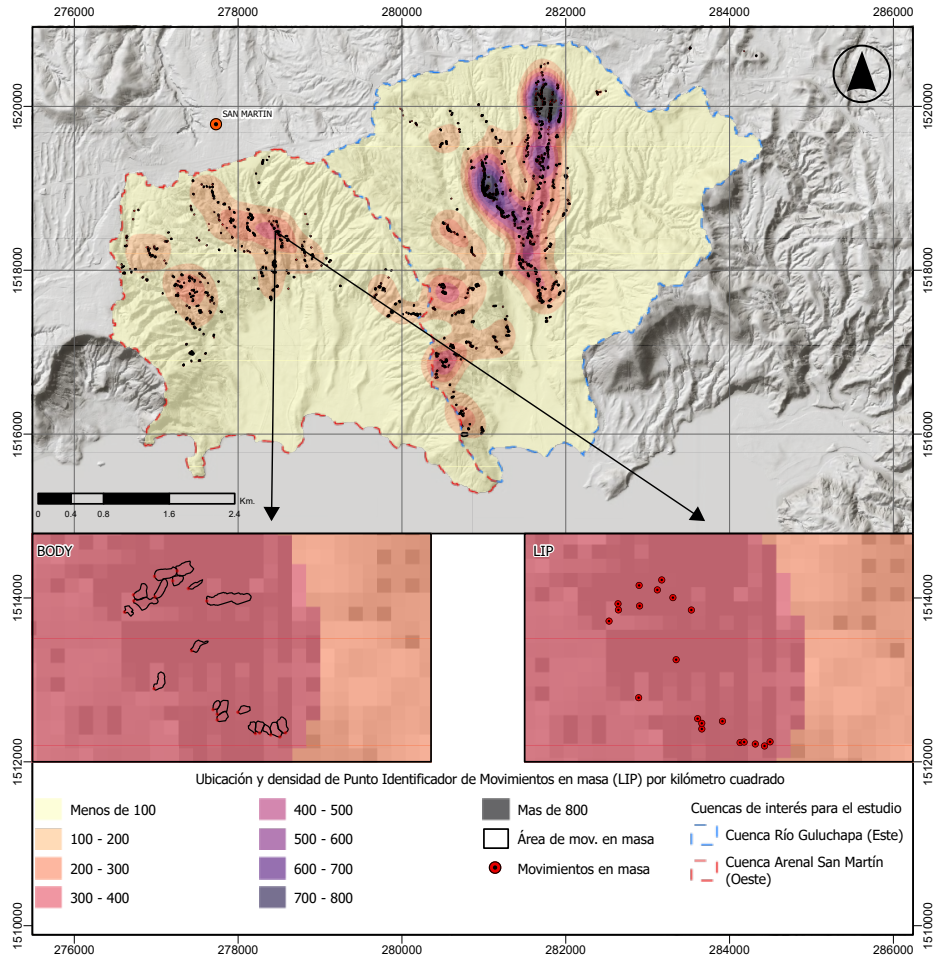 276000 278000 280000 282000 284000 286000
1520000 1520000
SAN MARTIN
1518000 1518000
1516000 1516000
Km.
0 0.4 0.8 1.6 2.4
BODY LIP
1514000 1514000
1512000 1512000
Ubicación y densidad de Punto Identificador de Movimientos en masa (LIP) por kilómetro cuadrado
Menos de 100 400 - 500 Mas de 800 Cuencas de interés para el estudio
100 - 200 500 - 600 Área de mov. en masa Cuenca Río Guluchapa (Este)
200 - 300 600 - 700 Movimientos en masa Cuenca Arenal San Martín
(Oeste)
300 - 400 700 - 800
1510000 1510000
276000 278000 280000 282000 284000 286000